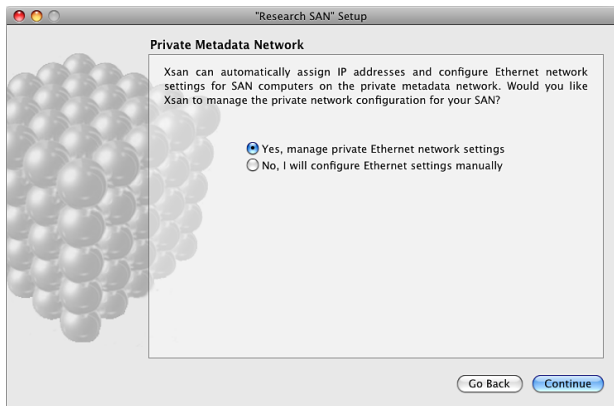 "Research SAN" Setup
Private Metadata Network
Xsan can automatically assign IP addresses and configure Ethernet network
settings for SAN computers on the private metadata network. Would you like
Xsan to manage the private network configuration for your SAN?
Yes, manage private Ethernet network settings
No, I will configure Ethernet settings manually
Go Back
Continue